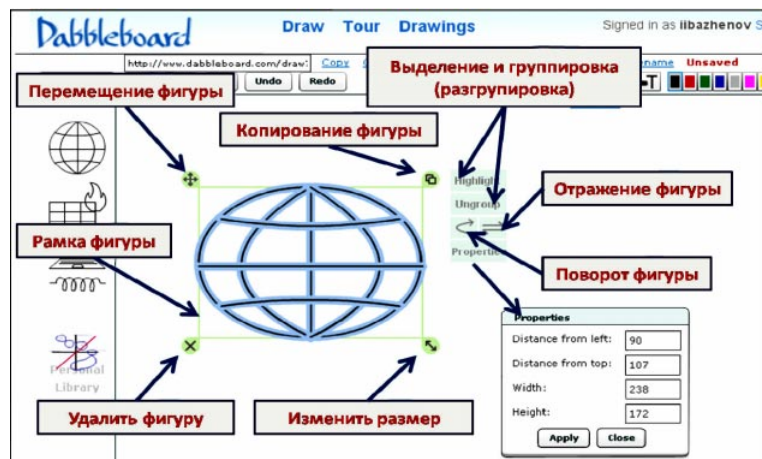 Dabbleboard
Draw Tour Drawings
Signed in as iibazhenov
http://www.dabbleboard.com/draw
Copy
Unsaved
Undo Redo
T
Выделение и группировка
(разгрупировка)
Перемещение фигуры
Копирование фигуры
Highlight
Отражение фигуры
Ungroup
Рамка фигуры
Properties
Поворот фигуры
Properties
Distance from left: 90
Distance from top: 107
Width: 238
Height: 172
Apply Close
Personal
Library
Удалить фигуру
Изменить размер